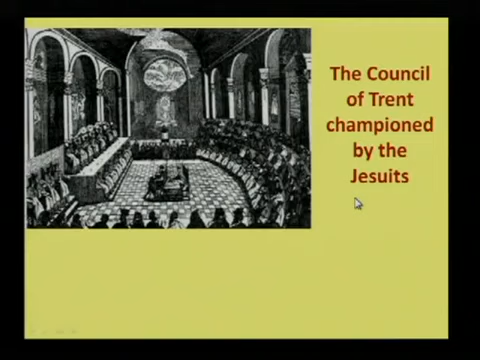 The Council
of Trent
championed
by the
Jesuits